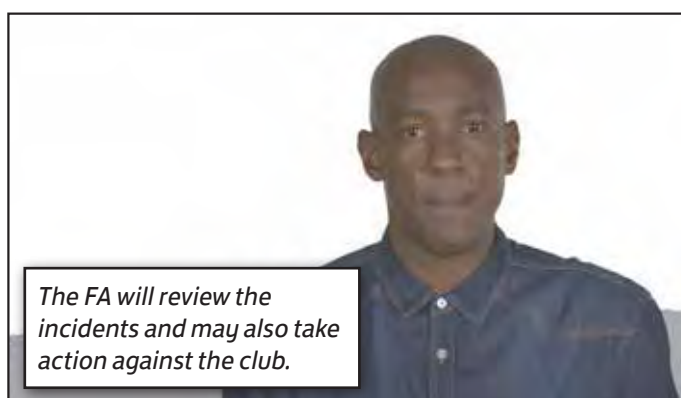 The FA will review the
incidents and may also take
action against the club.